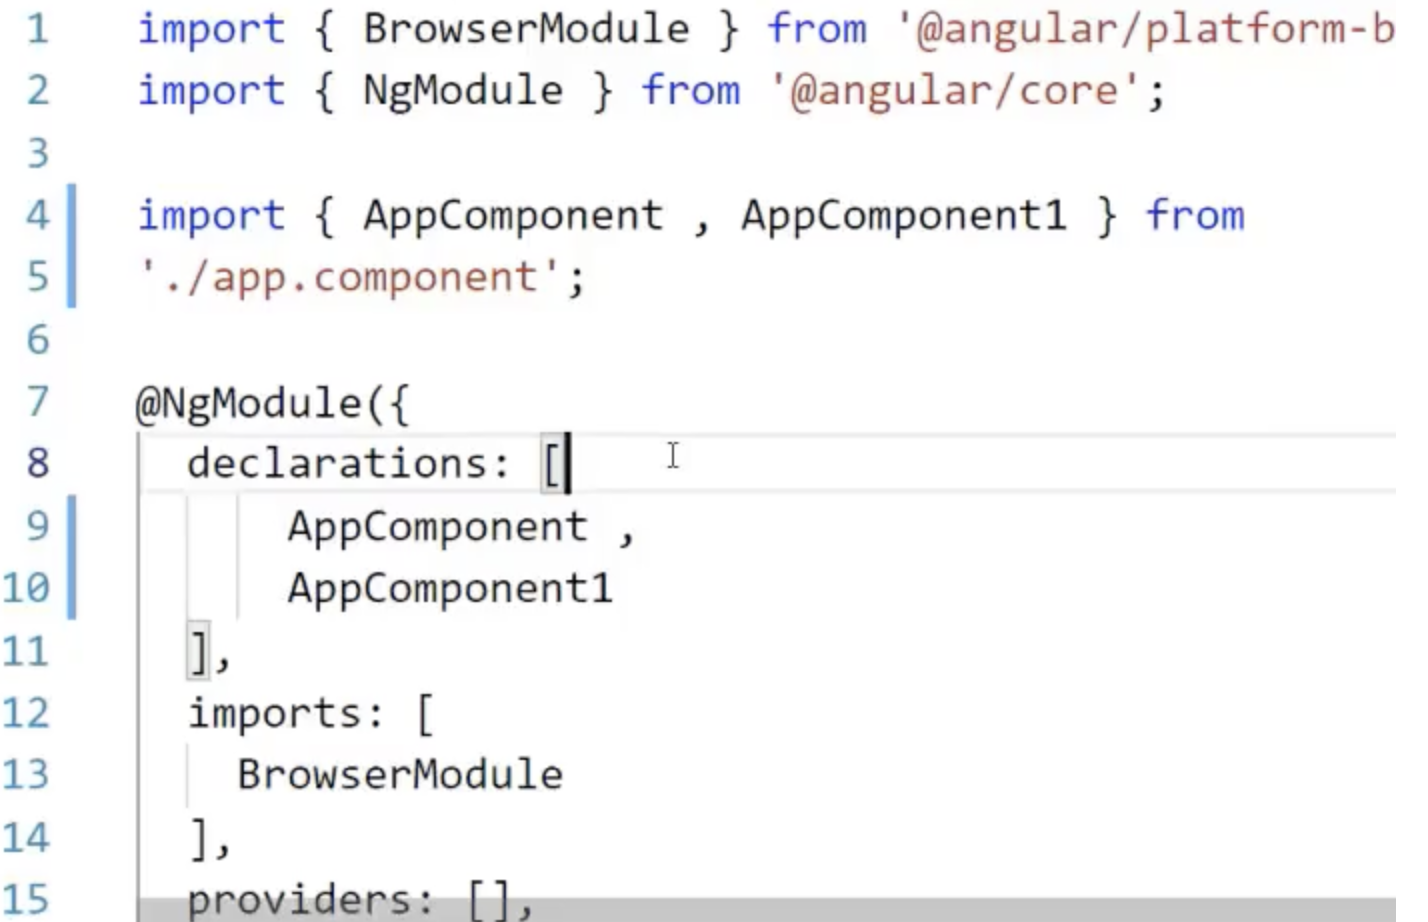 1 import { BrowserModule } from '@angular/platform-b
2 import { NgModule } from '@angular/core';
3
4 import { AppComponent , AppComponent1 } from
5 './app.component';
6
7 @NgModule({
8 declarations: [
9 AppComponent ,
10 AppComponent1
11 ],
12 imports: [
13 BrowserModule
14 ],
15 providers: [],